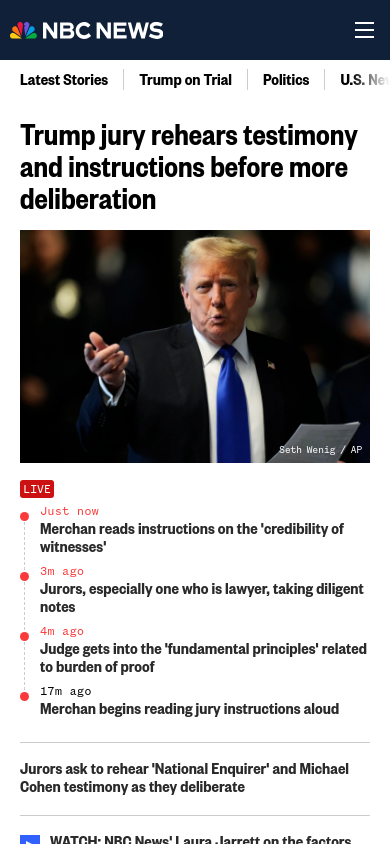 NBC NEWS
Latest Stories
Trump on Trial
Politics
U.S. Ne
Trump jury rehears testimony
and instructions before more
deliberation
Seth Wenig / AP
LIVE
Just now
Merchan reads instructions on the 'credibility of
witnesses'
3m ago
Jurors, especially one who is lawyer, taking diligent
notes
4m ago
Judge gets into the 'fundamental principles' related
to burden of proof
17m ago
Merchan begins reading jury instructions aloud
Jurors ask to rehear 'National Enquirer' and Michael
Cohen testimony as they deliberate
WATCH: NBC News' Laura Jarrett on the factors